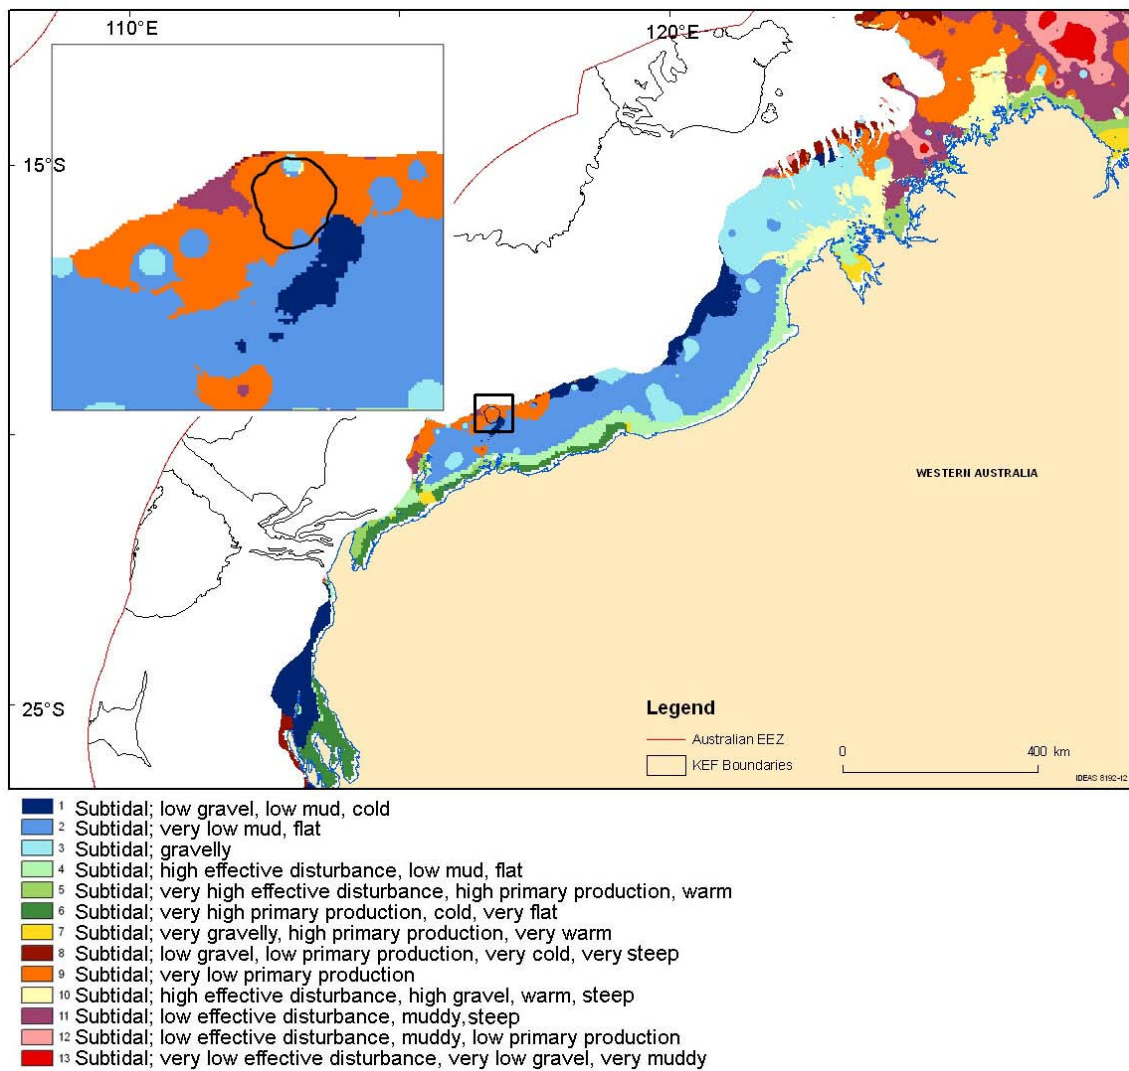 110°E
120°E
15°S
WESTERN AUSTRALIA
25°S
Legend
Australian EEZ
KEF Boundaries
0 400 km
IDEAS 8192-12
1 Subtidal; low gravel, low mud, cold
2 Subtidal; very low mud, flat
3 Subtidal; gravelly
4 Subtidal; high effective disturbance, low mud, flat
5 Subtidal; very high effective disturbance, high primary production, warm
6 Subtidal; very high primary production, cold, very flat
7 Subtidal; very gravelly, high primary production, very warm
8 Subtidal; low gravel, low primary production, very cold, very steep
9 Subtidal; very low primary production
10 Subtidal; high effective disturbance, high gravel, warm, steep
11 Subtidal; low effective disturbance, muddy,steep
12 Subtidal; low effective disturbance, muddy, low primary production
13 Subtidal; very low effective disturbance, very low gravel, very muddy